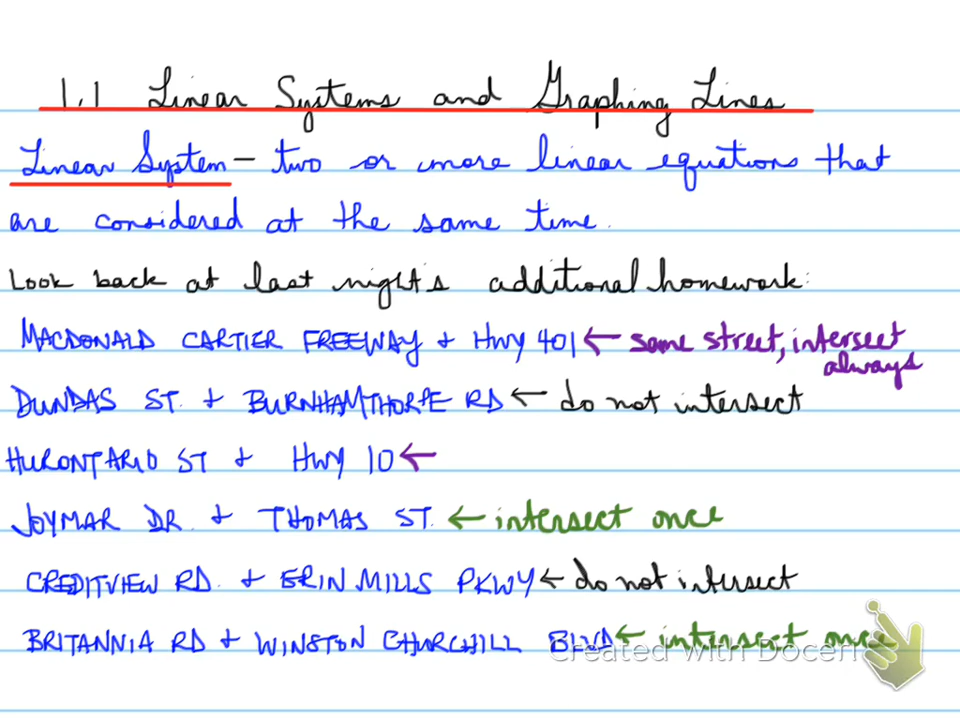 1.1 Linear Systems and Graphing Lines
Linear System - two or more linear equations that
are considered at the same time.
Look back at last night's additional homework:
MACDONALD CARTIER FREEWAY + Hwy 401 ← same street, intersect
always
DUNDAS ST. + BURNHAMTHORPE RD ← do not intersect
HURONTARIO ST + Hwy 10 ←
JOYMAR DR. + THOMAS ST. ← intersect once
CREDITVIEW RD. + ERIN MILLS PKWY ← do not intersect
BRITANNIA RD + WINSTON CHURCHILL BLVD ← intersect once
Created with Doceri